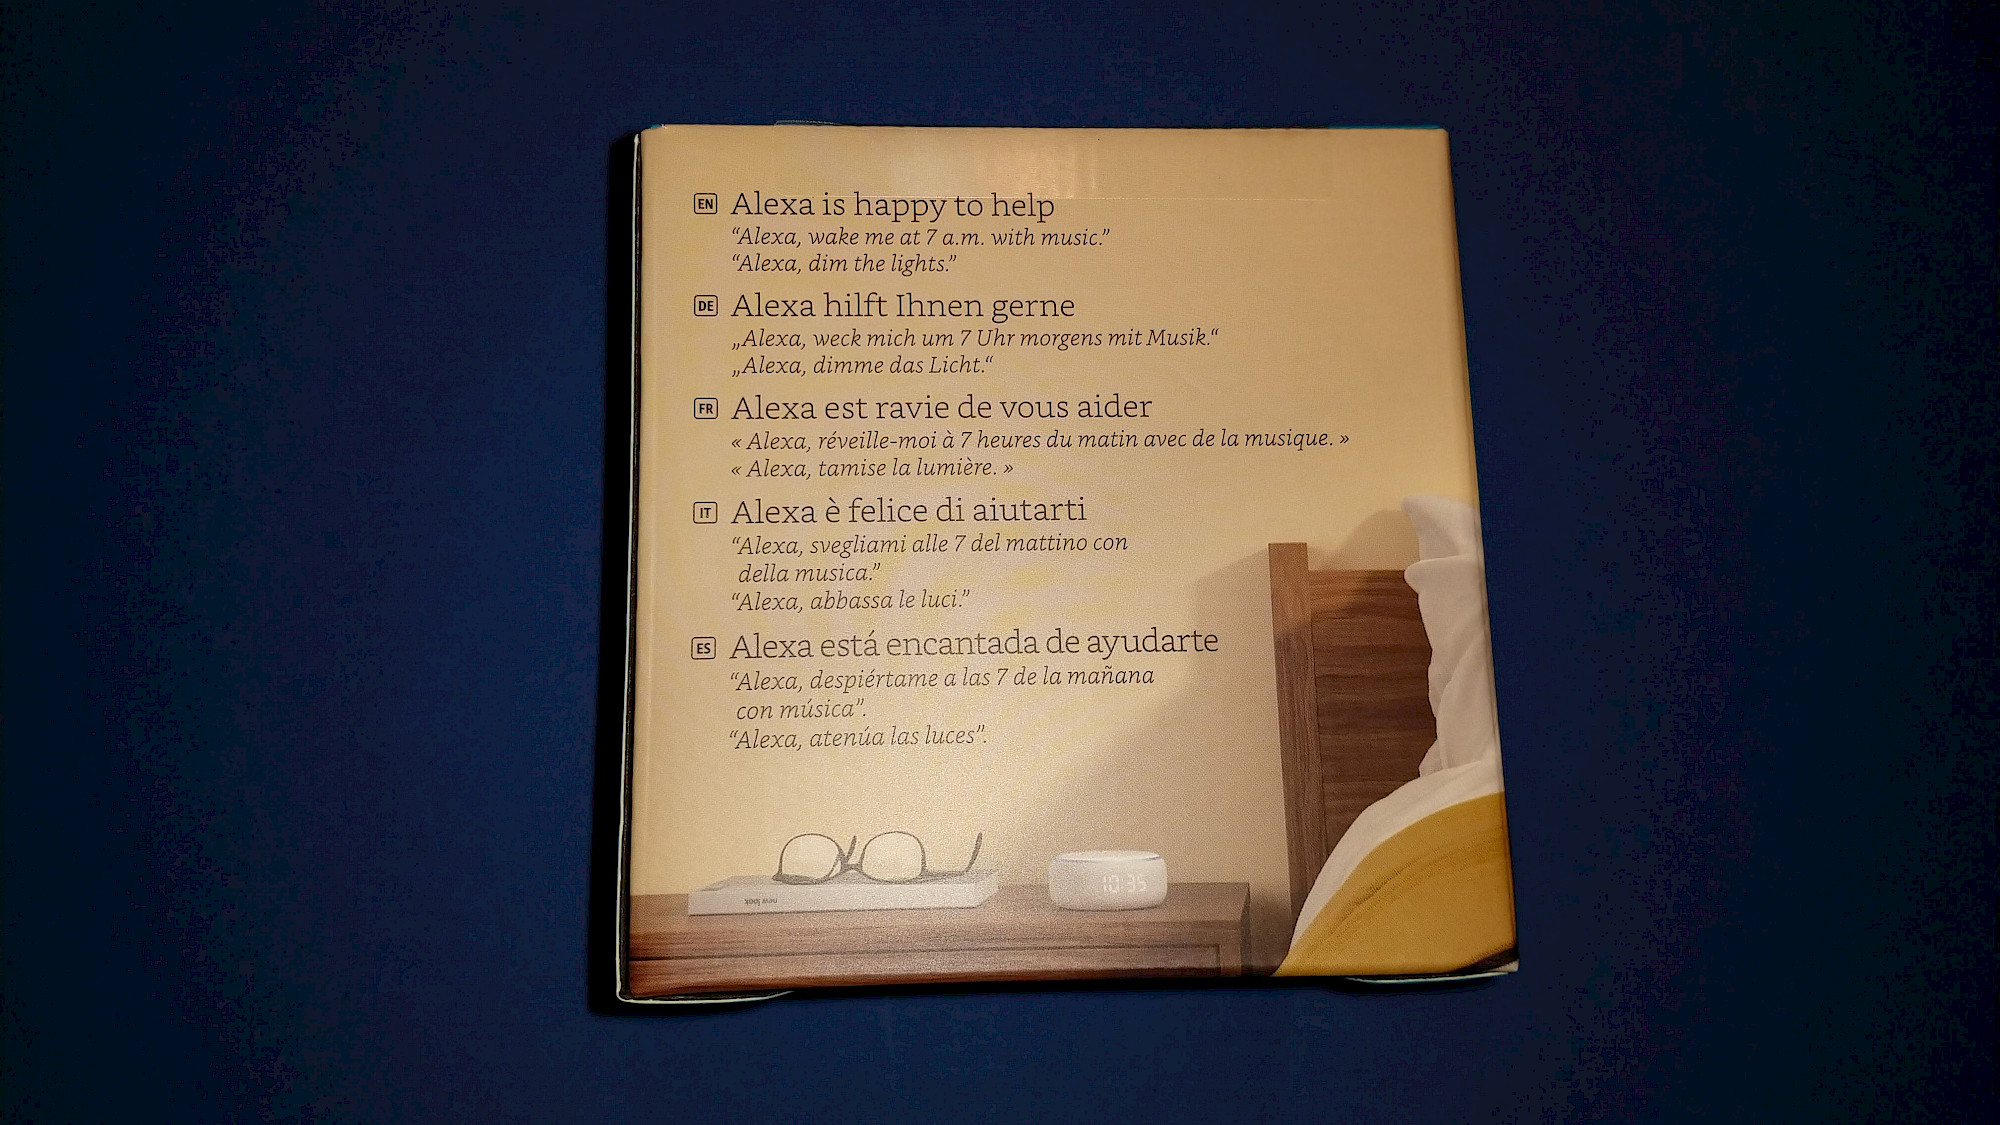 EN Alexa is happy to help
“Alexa, wake me at 7 a.m. with music.”
“Alexa, dim the lights.”
DE Alexa hilft Ihnen gerne
„Alexa, weck mich um 7 Uhr morgens mit Musik.“
„Alexa, dimme das Licht.“
FR Alexa est ravie de vous aider
« Alexa, réveille-moi à 7 heures du matin avec de la musique. »
« Alexa, tamise la lumière. »
IT Alexa è felice di aiutarti
“Alexa, svegliami alle 7 del mattino con
della musica.”
“Alexa, abbassa le luci.”
ES Alexa está encantada de ayudarte
“Alexa, despiértame a las 7 de la mañana
con música”.
“Alexa, atenúa las luces”.
10:35
new look